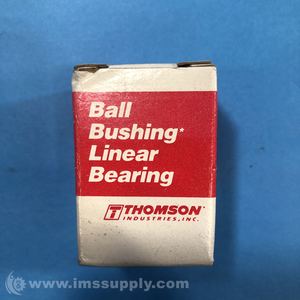 Ball
Bushing*
Linear
Bearing
THOMSON
INDUSTRIES, INC.
© www.imssupply.com